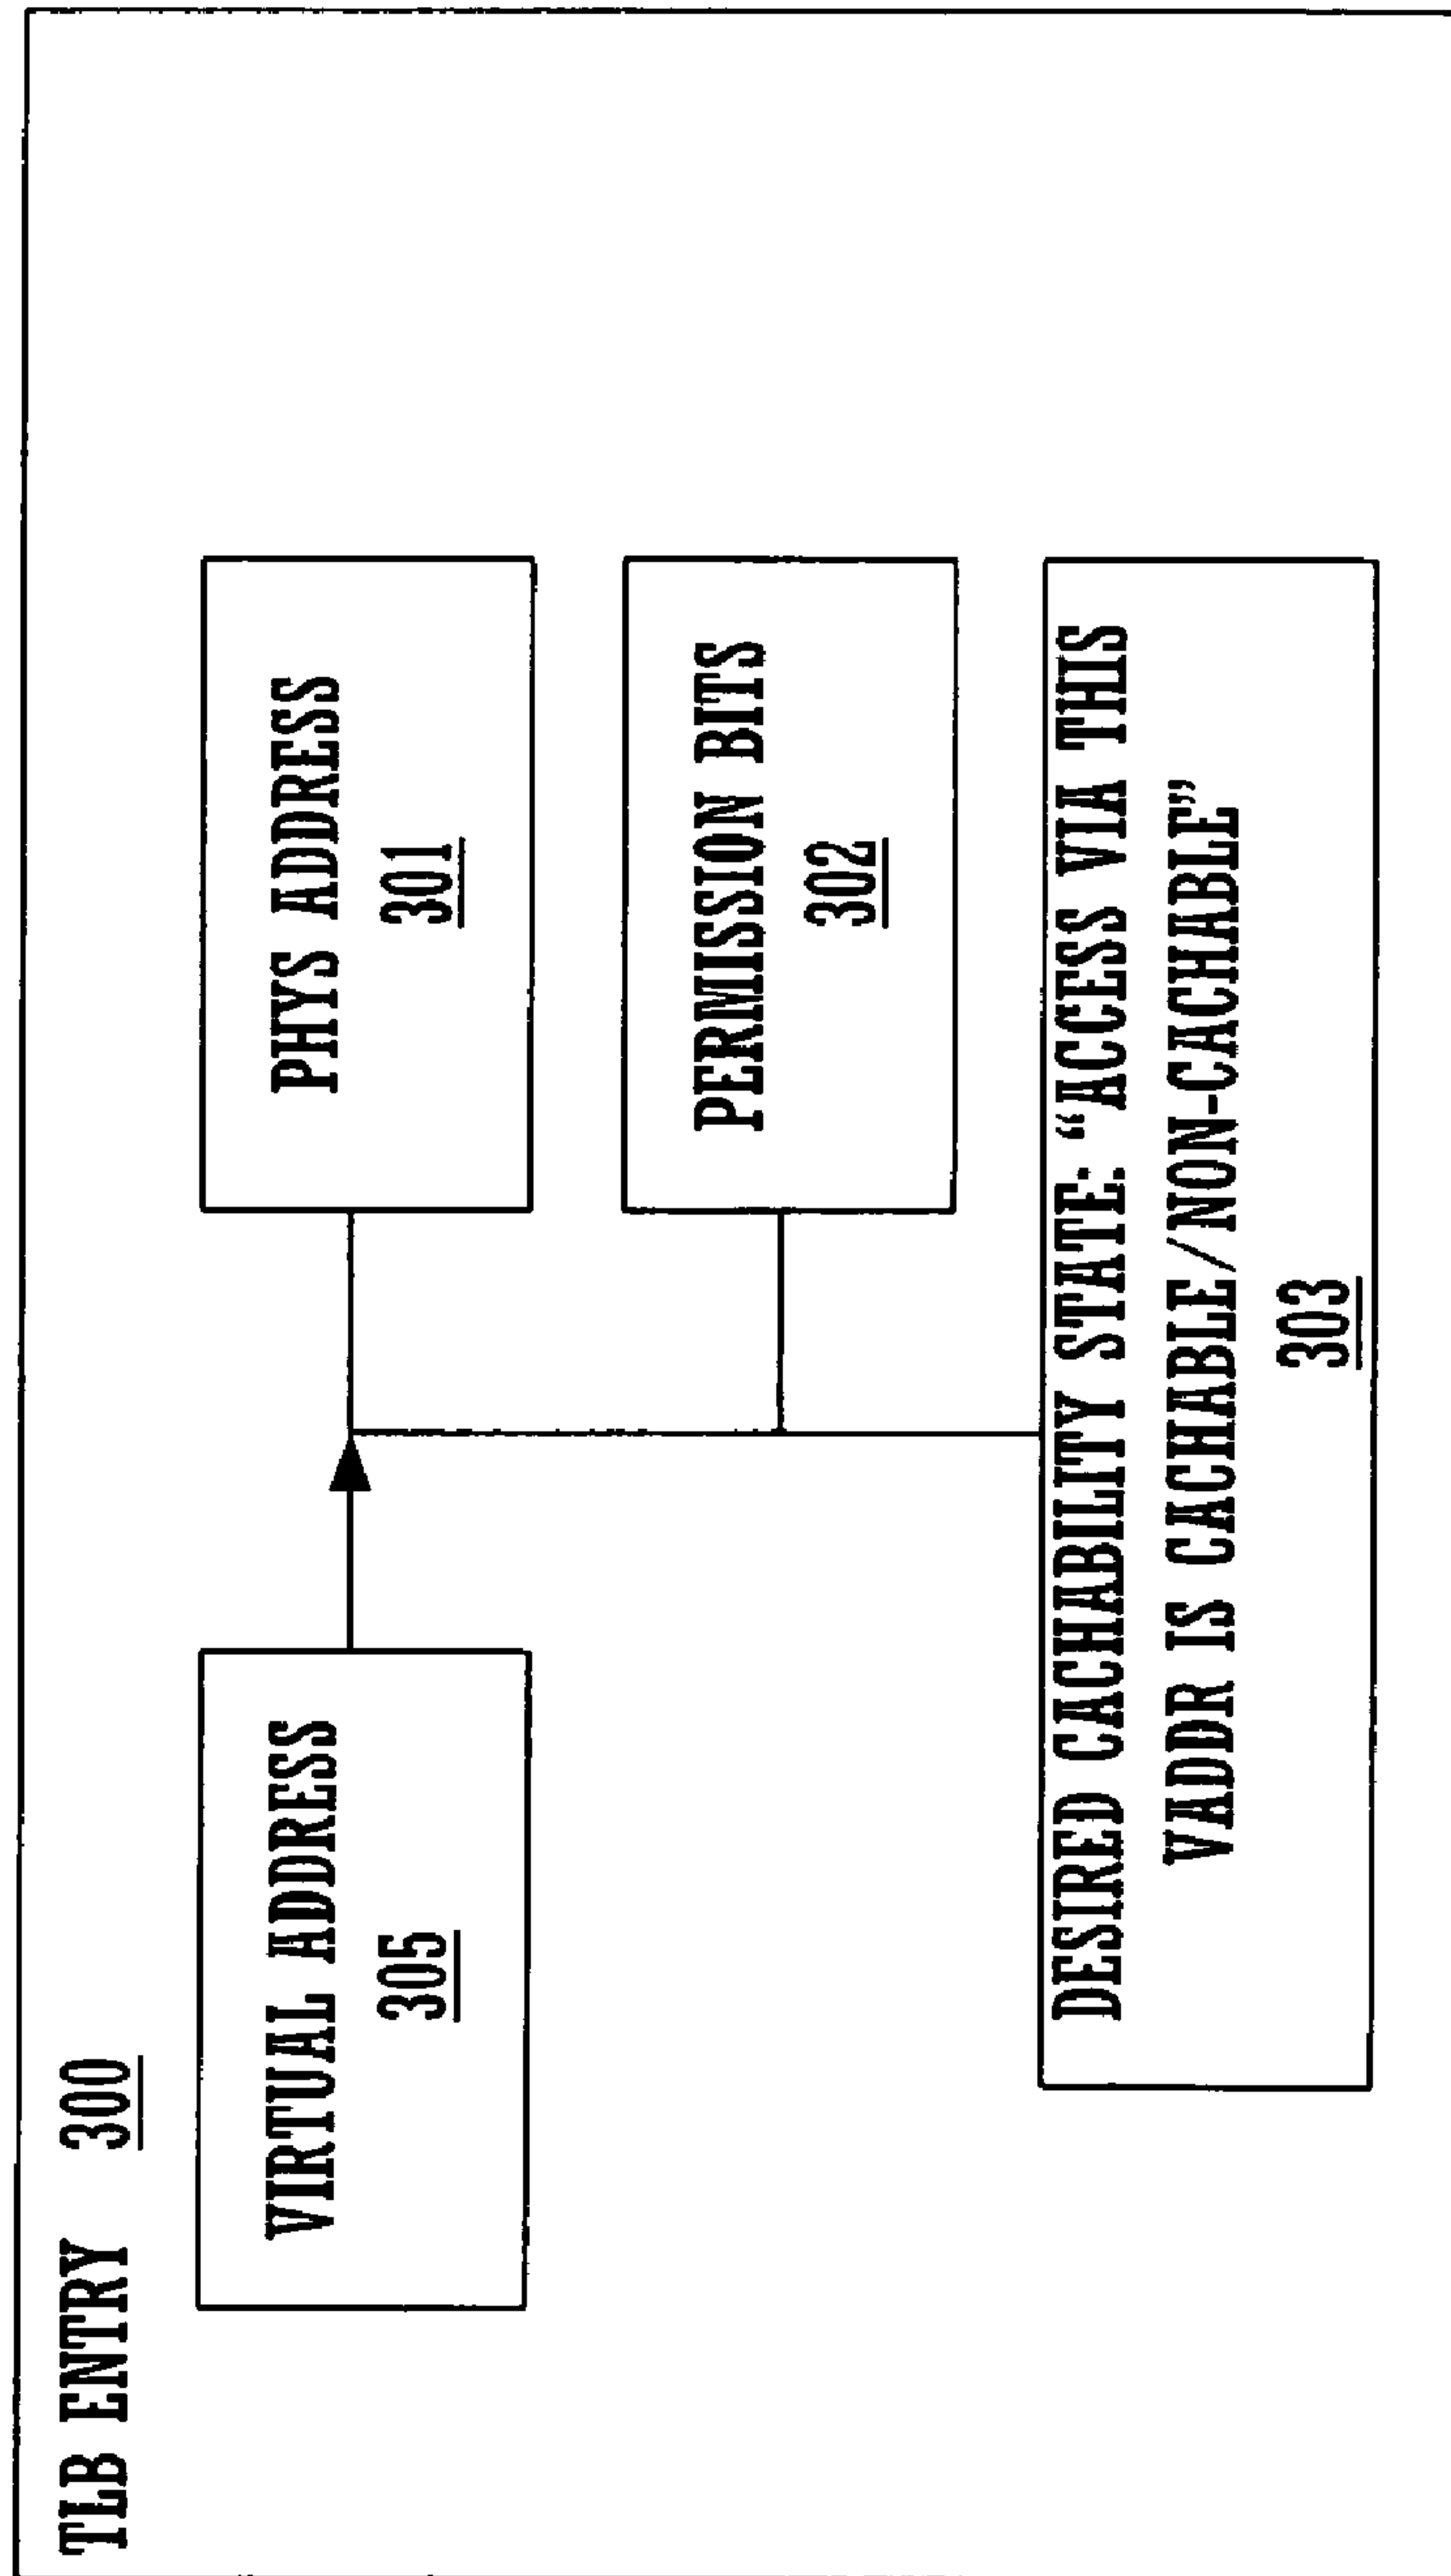 TLB ENTRY 300
VIRTUAL ADDRESS
305
PHYS ADDRESS
301
PERMISSION BITS
302
DESIRED CACHABILITY STATE: “ACCESS VIA THIS
VADDR IS CACHABLE/NON-CACHABLE”
303